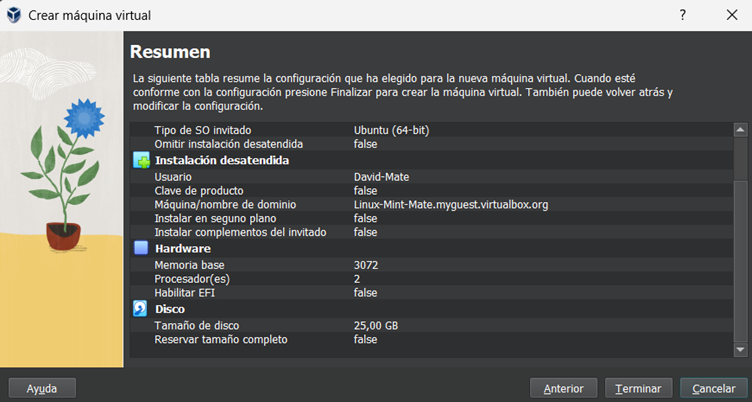 Crear máquina virtual
?
Resumen
La siguiente tabla resume la configuración que ha elegido para la nueva máquina virtual. Cuando esté
conforme con la configuración presione Finalizar para crear la máquina virtual. También puede volver atrás y
modificar la configuración.
Tipo de SO invitado Ubuntu (64-bit)
Omitir instalación desatendida false
Instalación desatendida
Usuario David-Mate
Clave de producto false
Máquina/nombre de dominio Linux-Mint-Mate.myguest.virtualbox.org
Instalar en seguno plano false
Instalar complementos del invitado false
Hardware
Memoria base 3072
Procesador(es) 2
Habilitar EFI false
Disco
Tamaño de disco 25,00 GB
Reservar tamaño completo false
Ayuda Anterior Terminar Cancelar